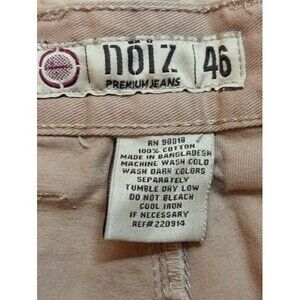 nöiz
PREMIUM JEANS
46
RN 98018
100% COTTON
MADE IN BANGLADESH
MACHINE WASH COLD
WASH DARK COLORS
SEPARATELY
TUMBLE DRY LOW
DO NOT BLEACH
COOL IRON
IF NECESSARY
REF#220914